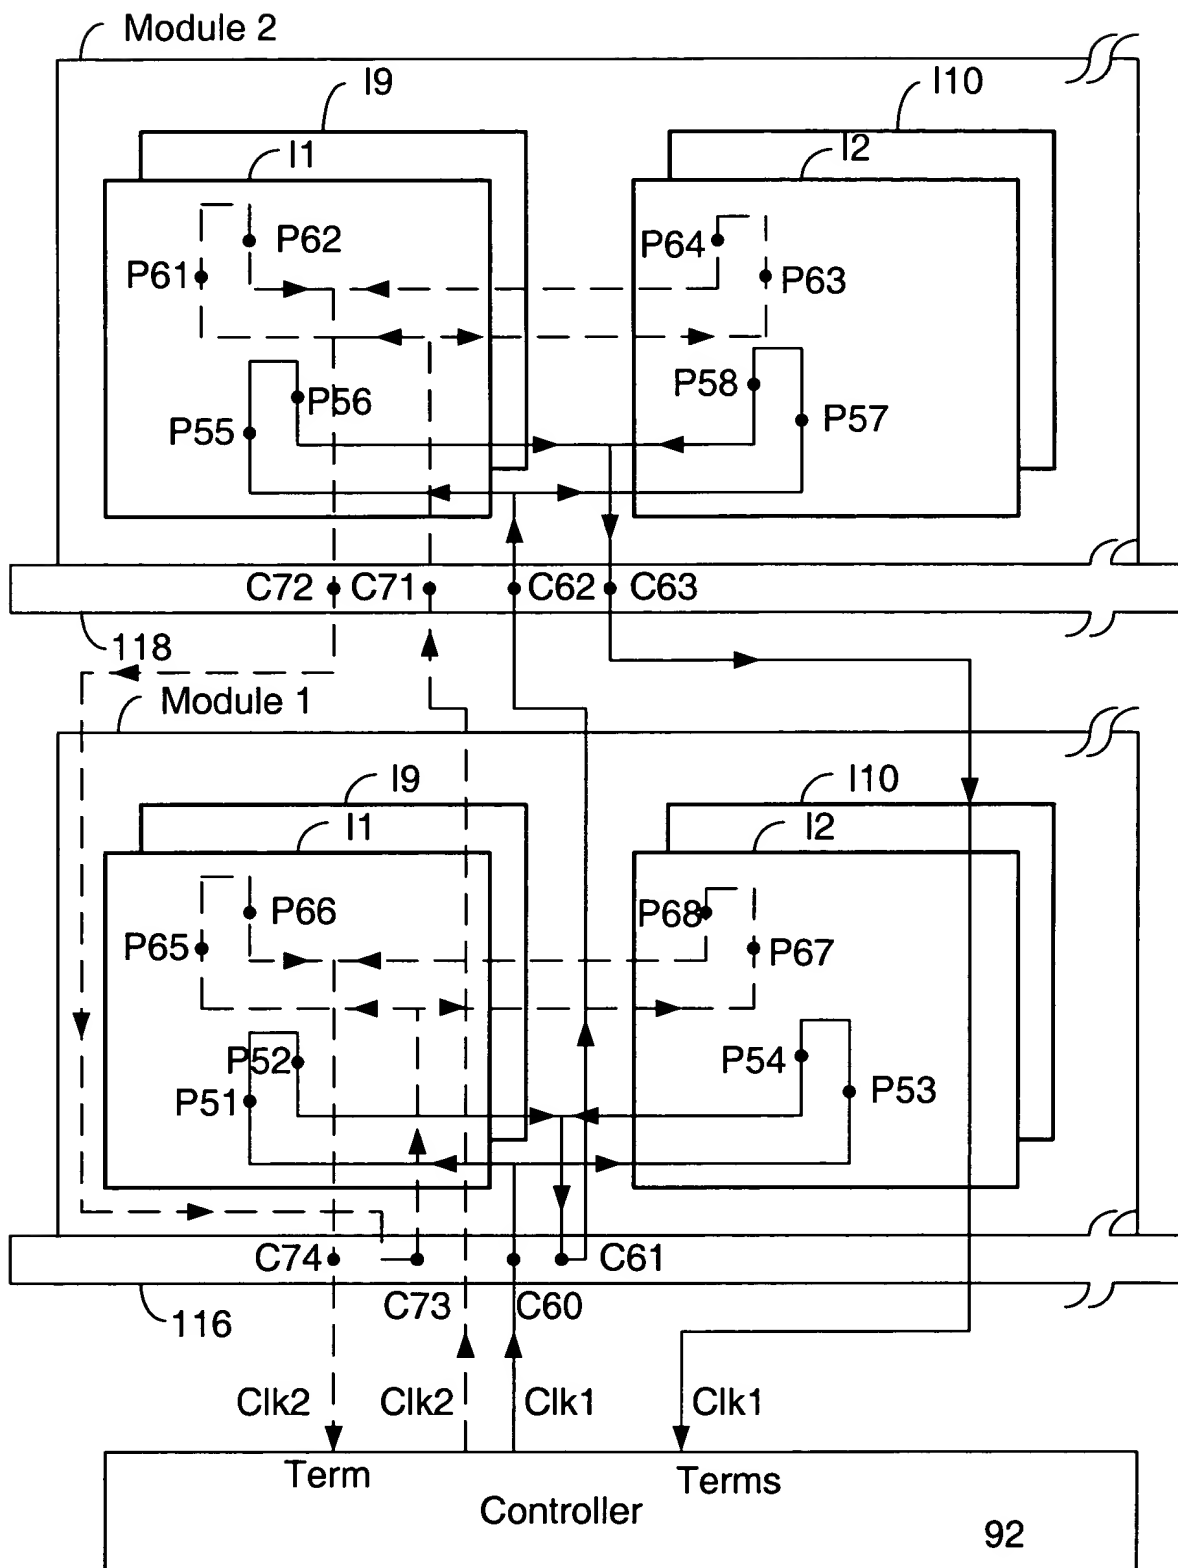 Module 2
I9
I10
I1
I2
P62
P64
P61
P63
P58
P56
P57
P55
C72
C71
C62
C63
118
Module 1
I9
I10
I1
I2
P66
P68
P65
P67
P52
P54
P51
P53
C74
C61
C73
C60
116
Clk2
Clk2
Clk1
Clk1
Term
Terms
Controller
92